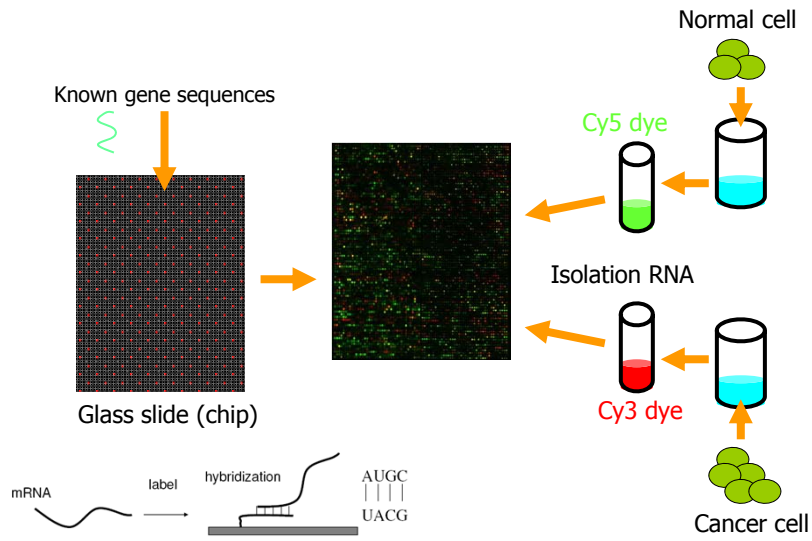 Normal cell
Known gene sequences
Cy5 dye
Isolation RNA
Glass slide (chip)
Cy3 dye
mRNA
label
hybridization
AUGC
UACG
Cancer cell